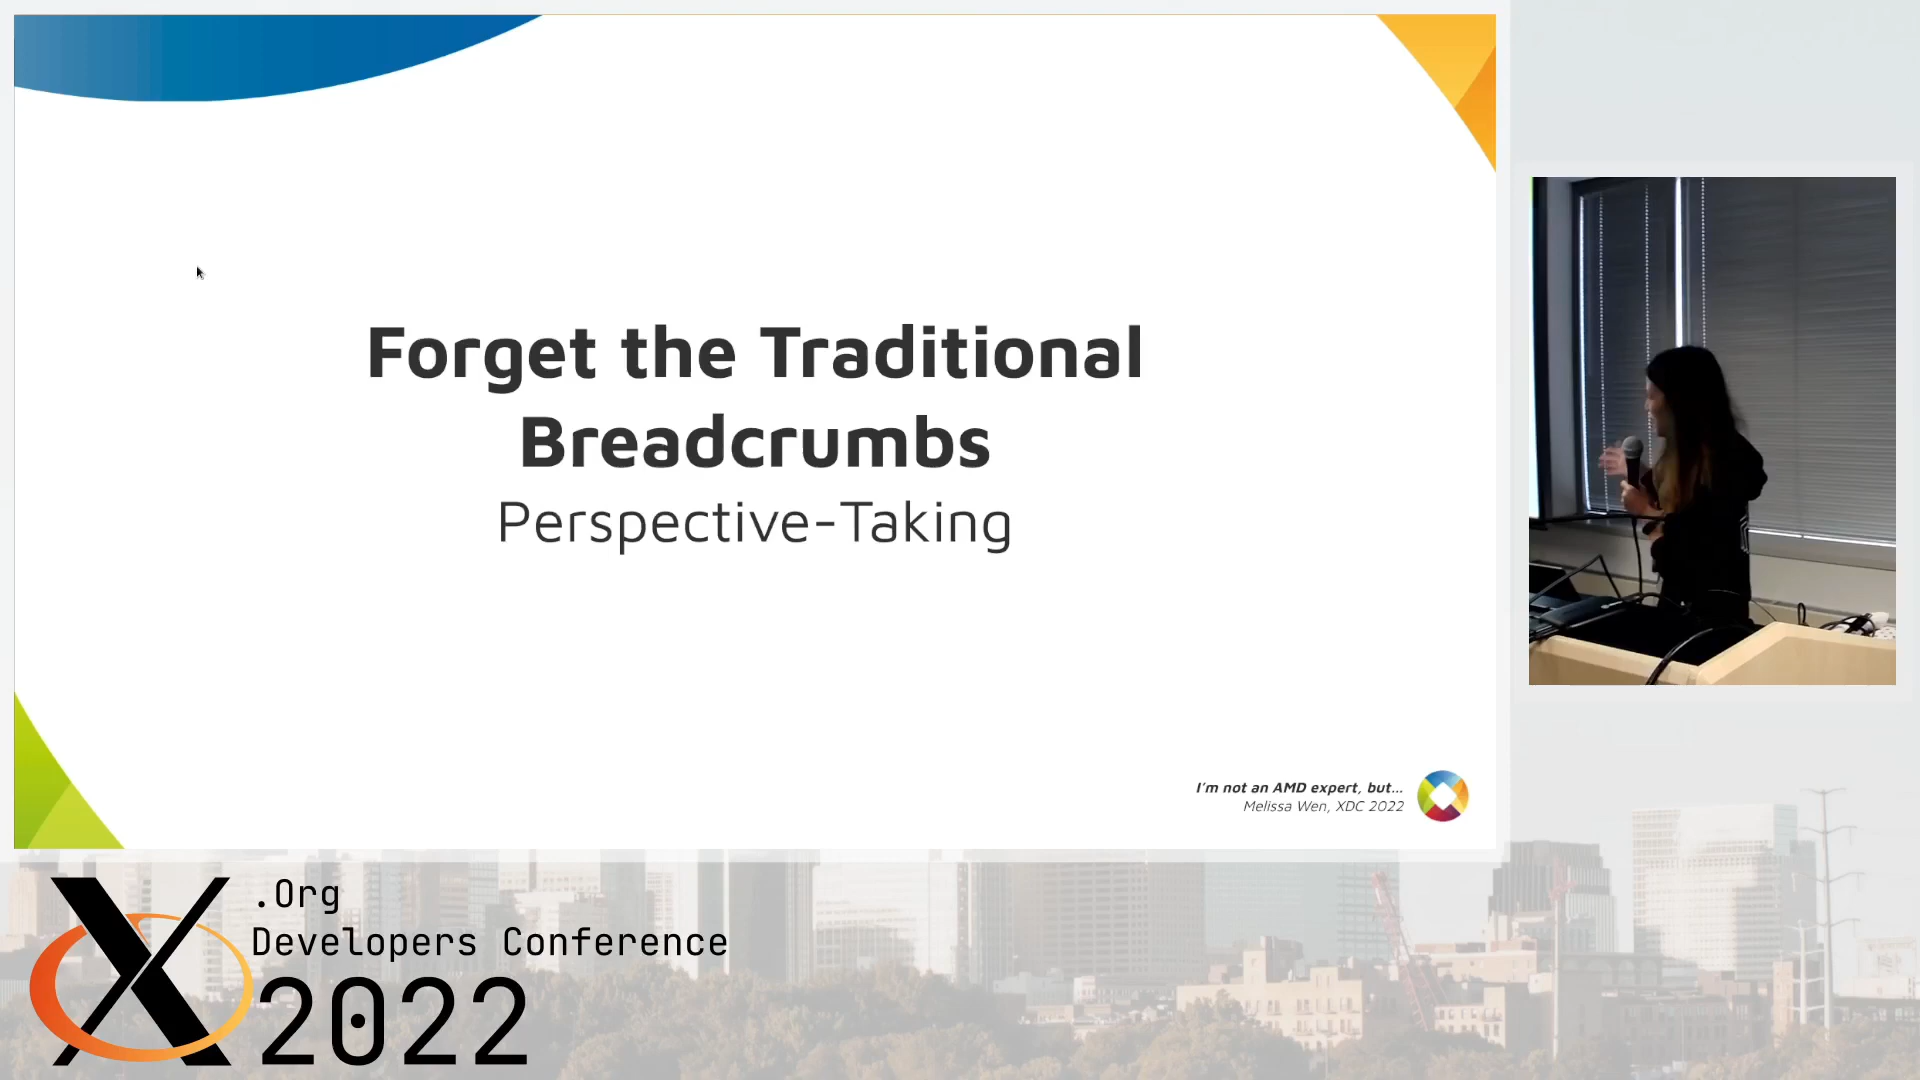 Forget the Traditional
Breadcrumbs
Perspective-Taking
I'm not an AMD expert, but...
Melissa Wen, XDC 2022
X.Org
Developers Conference
2022